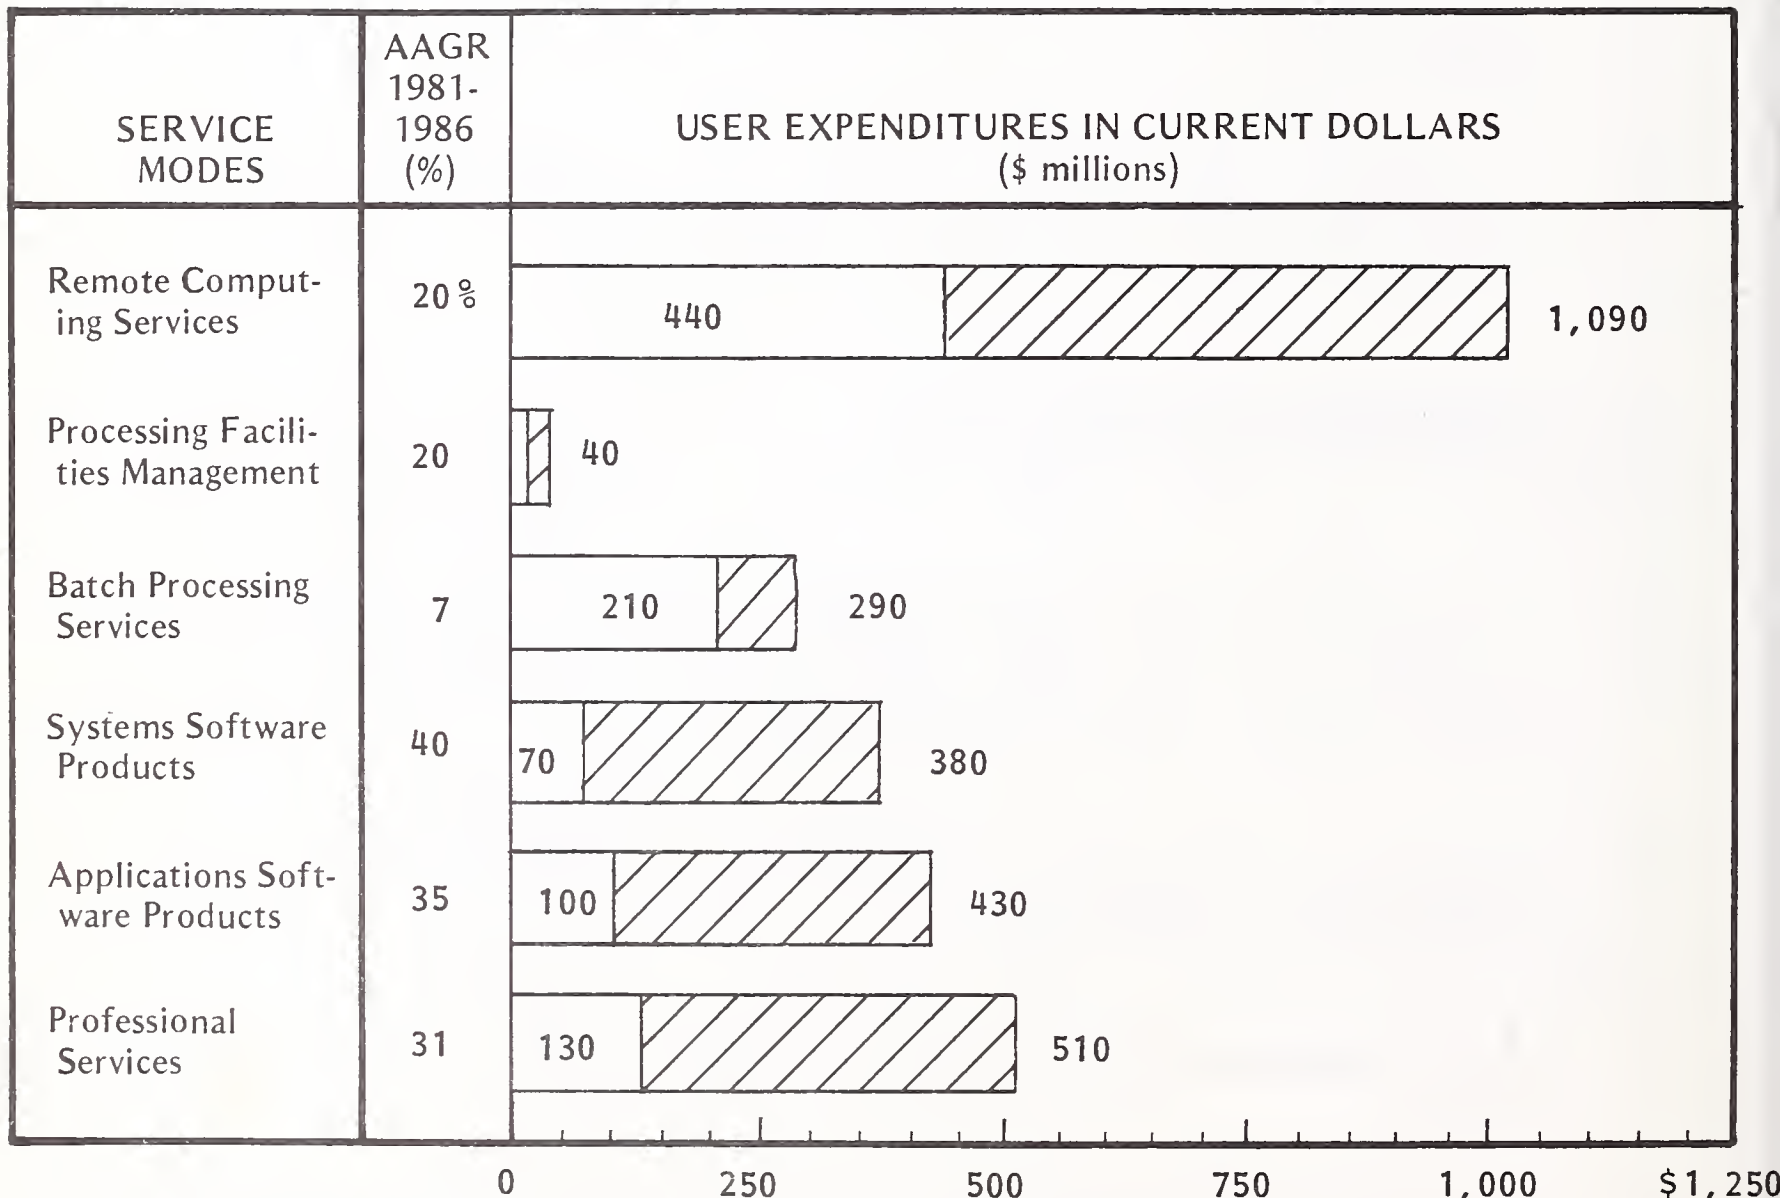 SERVICE
MODES
AAGR
1981-
1986
(%)
USER EXPENDITURES IN CURRENT DOLLARS
($ millions)
Remote Comput-
ing Services
20%
440
1,090
Processing Facili-
ties Management
20
40
Batch Processing
Services
7
210
290
Systems Software
Products
40
70
380
Applications Soft-
ware Products
35
100
430
Professional
Services
31
130
510
0 250 500 750 1,000 $1,250